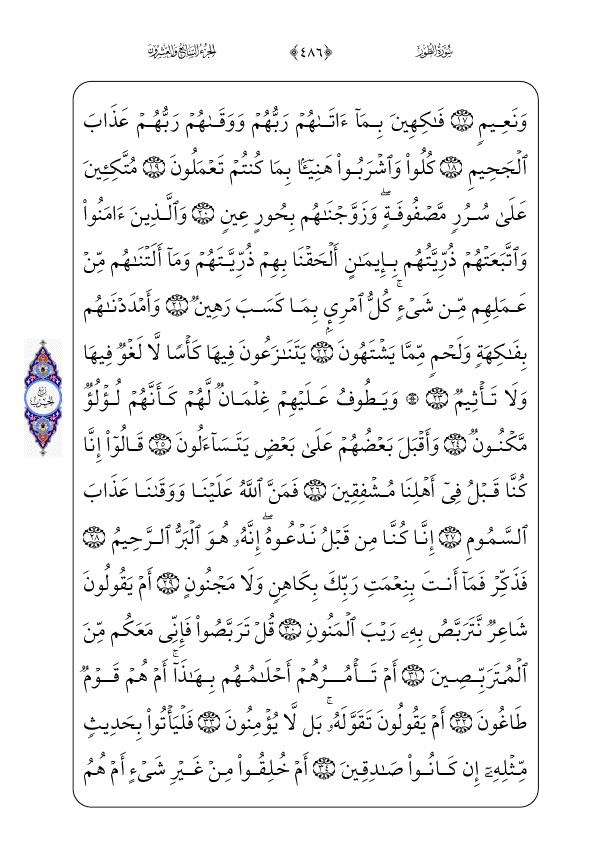 سُورَةُ الطُّورِ ﴿٤٨٦﴾ الجُزْءُ السَّابِعُ وَالعِشْرُونَ
وَنَعِيمٍ ١٧ فَٰكِهِينَ بِمَآ ءَاتَىٰهُمْ رَبُّهُمْ وَوَقَىٰهُمْ رَبُّهُمْ عَذَابَ
ٱلْجَحِيمِ ١٨ كُلُوا۟ وَٱشْرَبُوا۟ هَنِيٓـًٔۢا بِمَا كُنتُمْ تَعْمَلُونَ ١٩ مُتَّكِـِٔينَ
عَلَىٰ سُرُرٍ مَّصْفُوفَةٍ ۖ وَزَوَّجْنَٰهُم بِحُورٍ عِينٍ ٢٠ وَٱلَّذِينَ ءَامَنُوا۟
وَٱتَّبَعَتْهُمْ ذُرِّيَّتُهُم بِإِيمَٰنٍ أَلْحَقْنَا بِهِمْ ذُرِّيَّتَهُمْ وَمَآ أَلَتْنَٰهُم مِّنْ
عَمَلِهِم مِّن شَىْءٍ ۚ كُلُّ ٱمْرِئٍۭ بِمَا كَسَبَ رَهِينٌ ٢١ وَأَمْدَدْنَٰهُم
بِفَٰكِهَةٍ وَلَحْمٍ مِّمَّا يَشْتَهُونَ ٢٢ يَتَنَٰزَعُونَ فِيهَا كَأْسًا لَّا لَغْوٌ فِيهَا
وَلَا تَأْثِيمٌ ٢٣ ۞ وَيَطُوفُ عَلَيْهِمْ غِلْمَانٌ لَّهُمْ كَأَنَّهُمْ لُؤْلُؤٌ
مَّكْنُونٌ ٢٤ وَأَقْبَلَ بَعْضُهُمْ عَلَىٰ بَعْضٍ يَتَسَآءَلُونَ ٢٥ قَالُوٓا۟ إِنَّا
كُنَّا قَبْلُ فِىٓ أَهْلِنَا مُشْفِقِينَ ٢٦ فَمَنَّ ٱللَّهُ عَلَيْنَا وَوَقَىٰنَا عَذَابَ
ٱلسَّمُومِ ٢٧ إِنَّا كُنَّا مِن قَبْلُ نَدْعُوهُ ۖ إِنَّهُۥ هُوَ ٱلْبَرُّ ٱلرَّحِيمُ ٢٨
فَذَكِّرْ فَمَآ أَنتَ بِنِعْمَتِ رَبِّكَ بِكَاهِنٍ وَلَا مَجْنُونٍ ٢٩ أَمْ يَقُولُونَ
شَاعِرٌ نَّتَرَبَّصُ بِهِۦ رَيْبَ ٱلْمَنُونِ ٣٠ قُلْ تَرَبَّصُوا۟ فَإِنِّى مَعَكُم مِّنَ
ٱلْمُتَرَبِّصِينَ ٣١ أَمْ تَأْمُرُهُمْ أَحْلَٰمُهُم بِهَٰذَآ ۚ أَمْ هُمْ قَوْمٌ
طَاغُونَ ٣٢ أَمْ يَقُولُونَ تَقَوَّلَهُۥ ۚ بَل لَّا يُؤْمِنُونَ ٣٣ فَلْيَأْتُوا۟ بِحَدِيثٍ
مِّثْلِهِۦٓ إِن كَانُوا۟ صَٰدِقِينَ ٣٤ أَمْ خُلِقُوا۟ مِنْ غَيْرِ شَىْءٍ أَمْ هُمُ